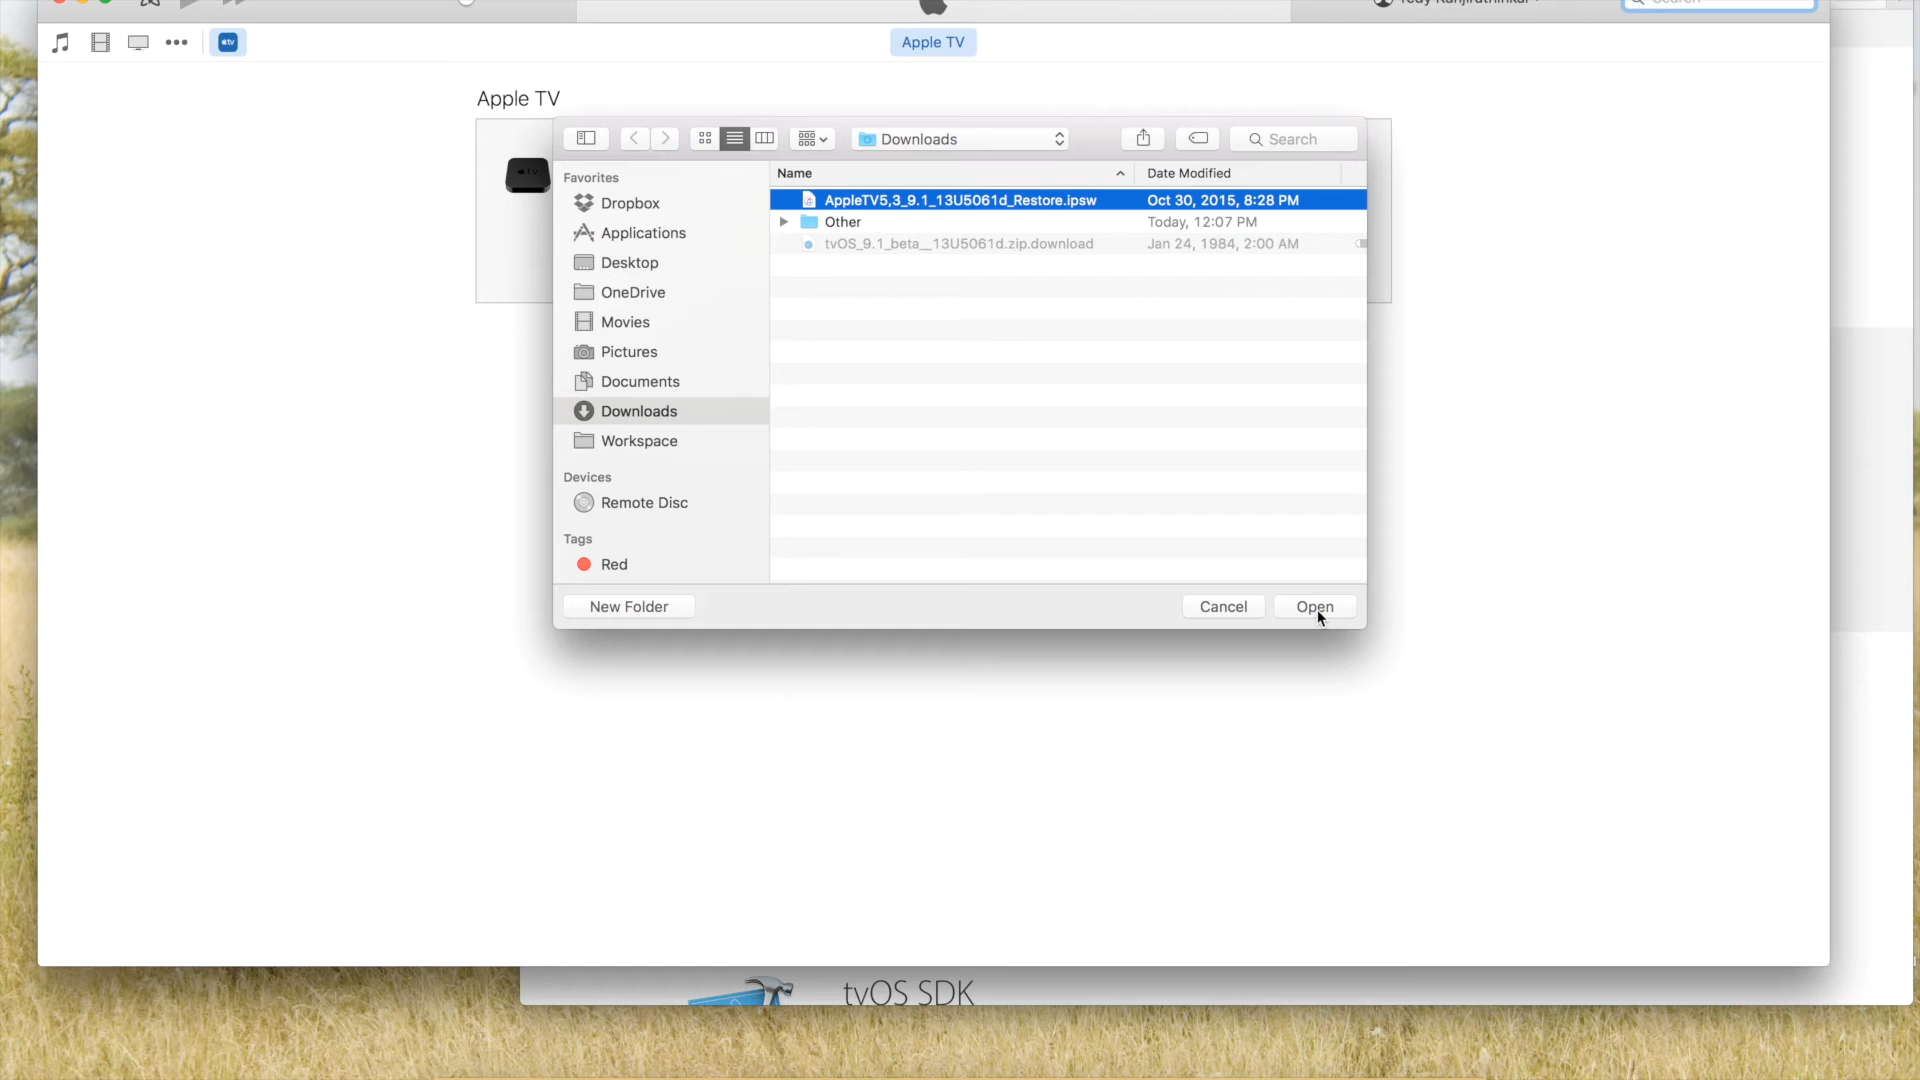 Apple TV
Apple TV
Downloads
Search
Favorites
Name
Date Modified
Dropbox
AppleTV5,3_9.1_13U5061d_Restore.ipsw
Oct 30, 2015, 8:28 PM
Other
Today, 12:07 PM
Applications
tvOS_9.1_beta__13U5061d.zip.download
Jan 24, 1984, 2:00 AM
Desktop
OneDrive
Movies
Pictures
Documents
Downloads
Workspace
Devices
Remote Disc
Tags
Red
New Folder
Cancel
Open
tvOS SDK